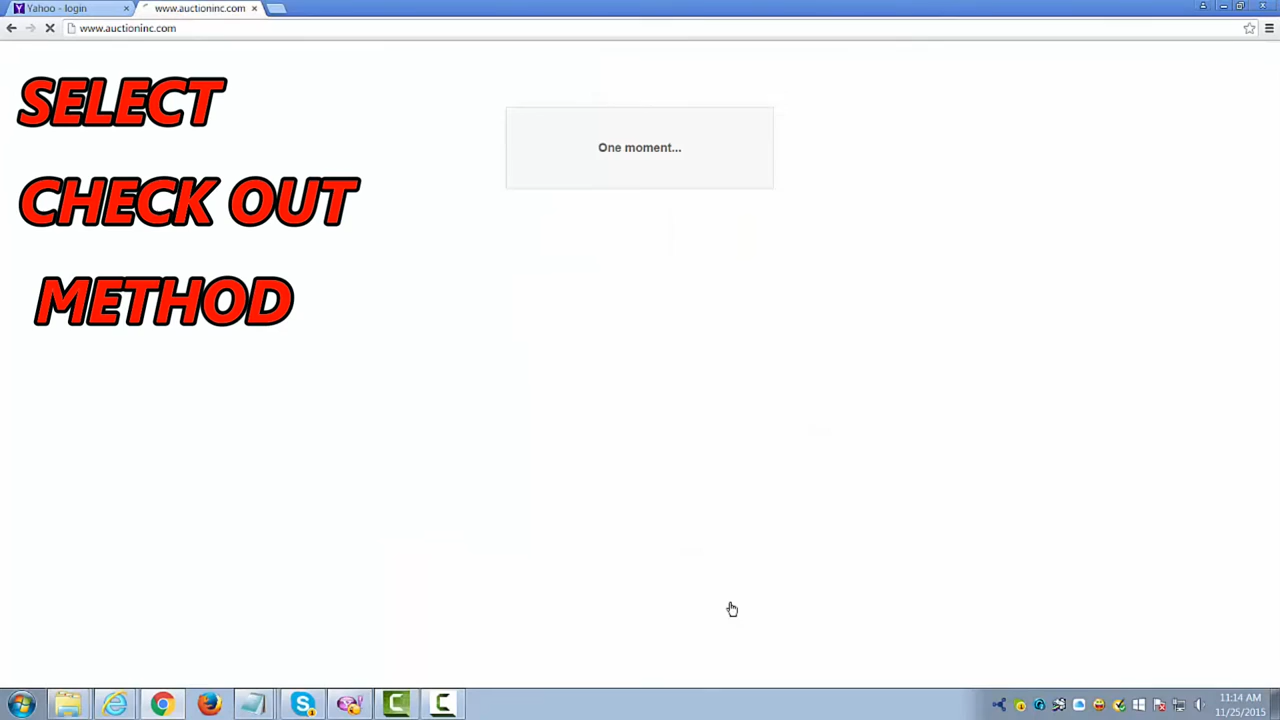 Yahoo - login
www.auctioninc.com
www.auctioninc.com
SELECT
CHECK OUT
METHOD
One moment...
11:14 AM
11/25/2015